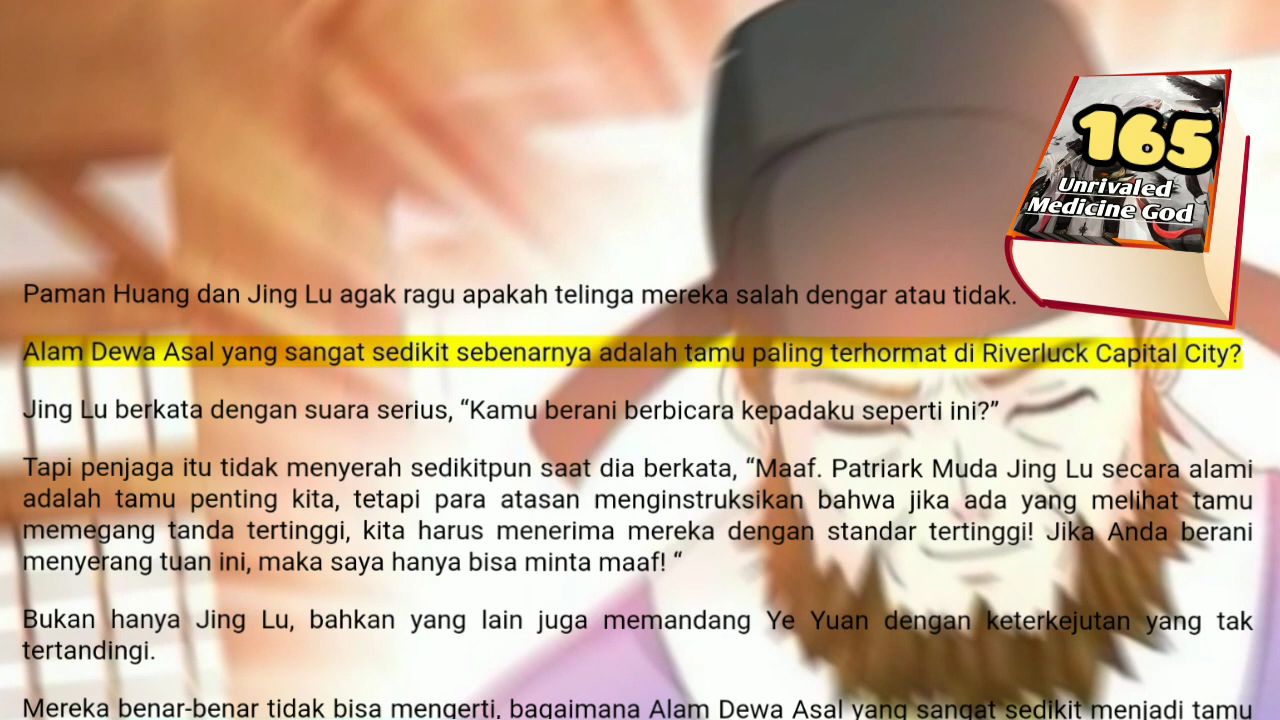 165
Unrivaled
Medicine God
Paman Huang dan Jing Lu agak ragu apakah telinga mereka salah dengar atau tidak.
Alam Dewa Asal yang sangat sedikit sebenarnya adalah tamu paling terhormat di Riverluck Capital City?
Jing Lu berkata dengan suara serius, “Kamu berani berbicara kepadaku seperti ini?”
Tapi penjaga itu tidak menyerah sedikitpun saat dia berkata, “Maaf. Patriark Muda Jing Lu secara alami
adalah tamu penting kita, tetapi para atasan menginstruksikan bahwa jika ada yang melihat tamu
memegang tanda tertinggi, kita harus menerima mereka dengan standar tertinggi! Jika Anda berani
menyerang tuan ini, maka saya hanya bisa minta maaf! “
Bukan hanya Jing Lu, bahkan yang lain juga memandang Ye Yuan dengan keterkejutan yang tak
tertandingi.
Mereka benar-benar tidak bisa mengerti, bagaimana Alam Dewa Asal yang sangat sedikit menjadi tamu